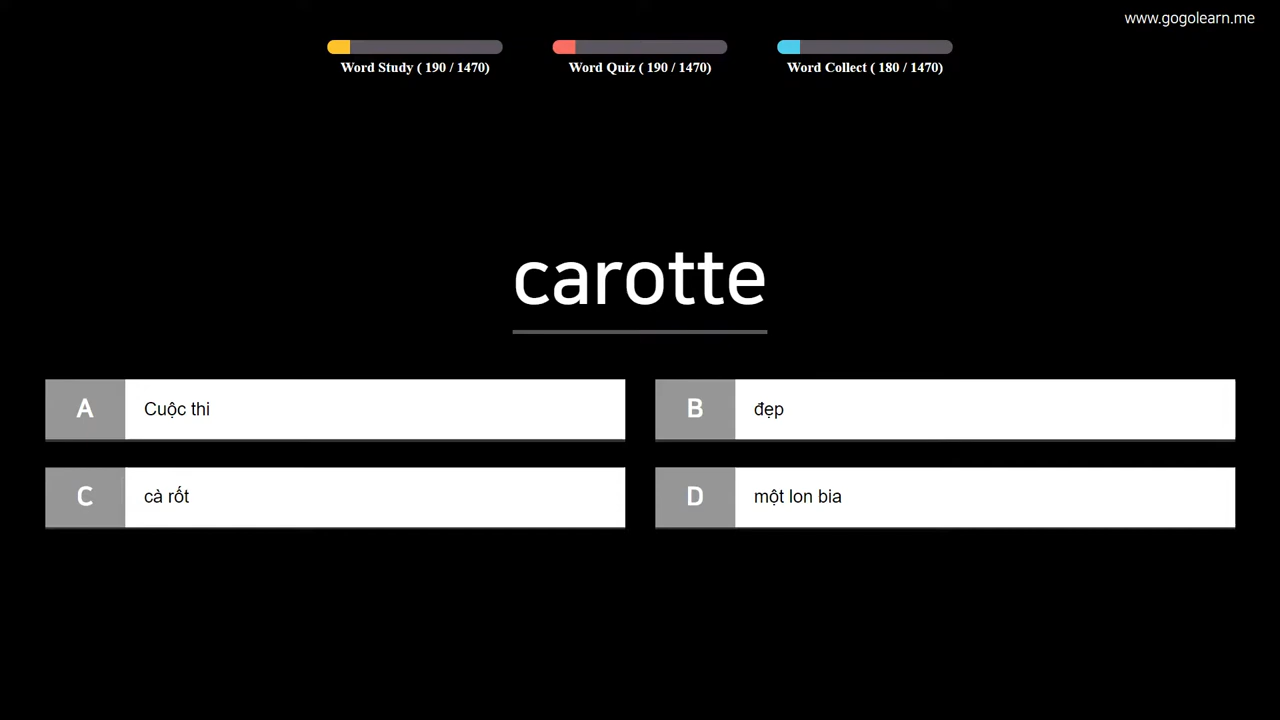 www.gogolearn.me
Word Study ( 190 / 1470)
Word Quiz ( 190 / 1470)
Word Collect ( 180 / 1470)
carotte
A Cuộc thi
B đẹp
C cà rốt
D một lon bia